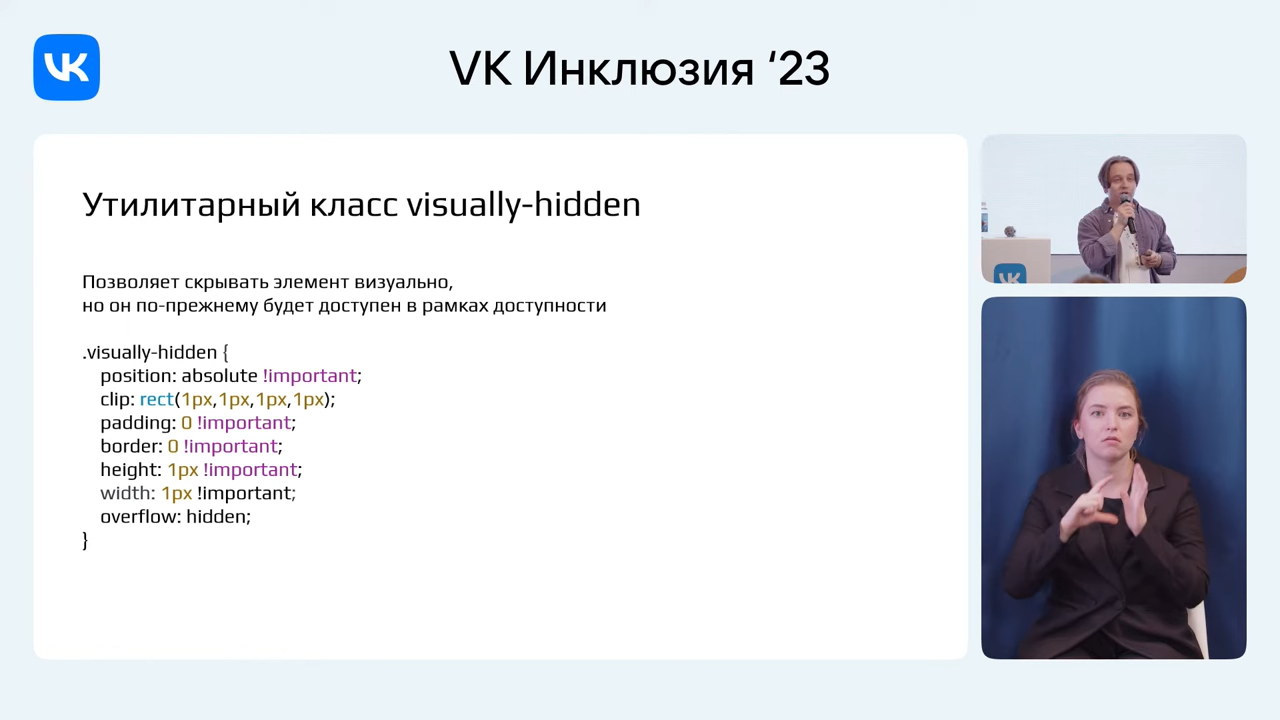 VK
VK Инклюзия ‘23
Утилитарный класс visually-hidden
Позволяет скрывать элемент визуально,
но он по-прежнему будет доступен в рамках доступности
.visually-hidden {
position: absolute !important;
clip: rect(1px,1px,1px,1px);
padding: 0 !important;
border: 0 !important;
height: 1px !important;
width: 1px !important;
overflow: hidden;
}
VK